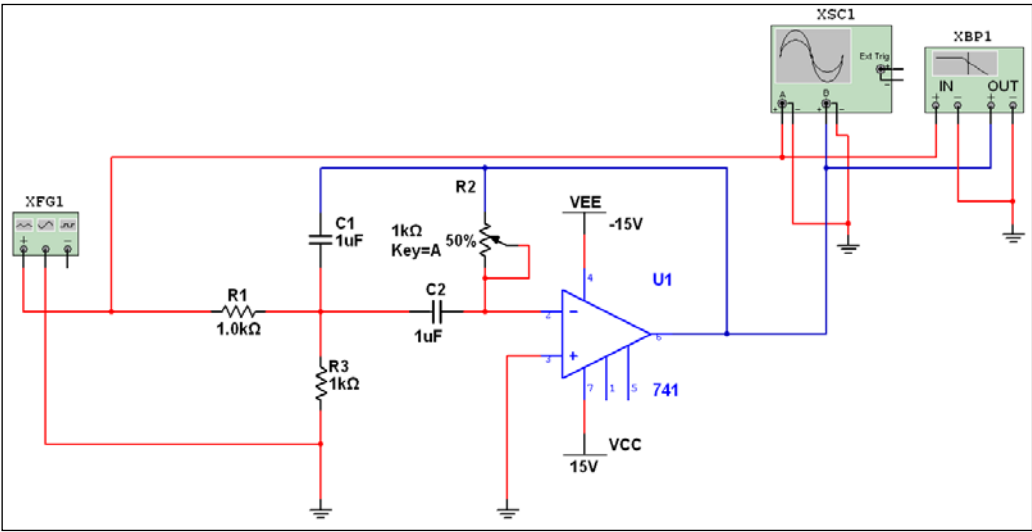 XSC1
XBP1
Ext Trig
+
−
A
B
+ − + −
IN OUT
+ − + −
XFG1
+ −
R2
1kΩ
Key=A
50%
VEE
-15V
C1
1uF
4
U1
C2
1uF
R1
1.0kΩ
2
−
6
3
+
R3
1kΩ
7
1
5
741
VCC
15V